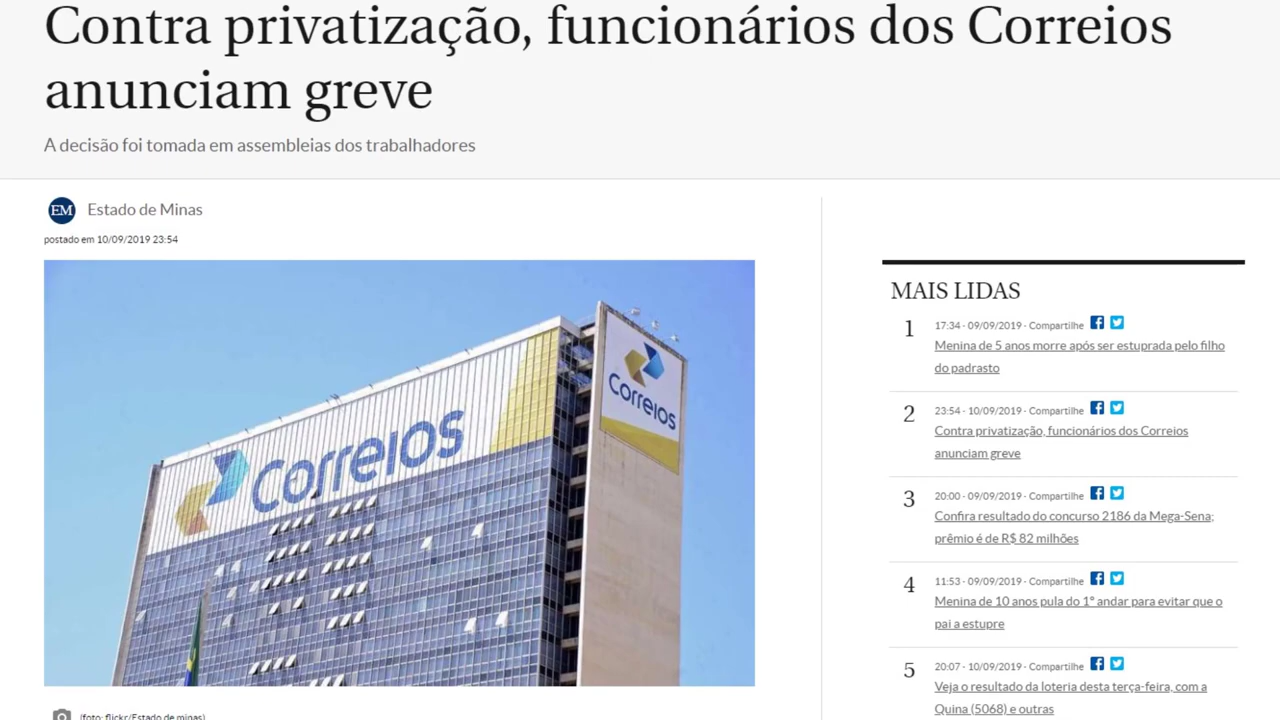 Contra privatização, funcionários dos Correios
anunciam greve
A decisão foi tomada em assembleias dos trabalhadores
EM Estado de Minas
postado em 10/09/2019 23:54
Correios
Correios
(foto: flickr/Estado de minas)
MAIS LIDAS
1 17:34 - 09/09/2019 - Compartilhe
Menina de 5 anos morre após ser estuprada pelo filho
do padrasto
2 23:54 - 10/09/2019 - Compartilhe
Contra privatização, funcionários dos Correios
anunciam greve
3 20:00 - 09/09/2019 - Compartilhe
Confira resultado do concurso 2186 da Mega-Sena;
prêmio é de R$ 82 milhões
4 11:53 - 09/09/2019 - Compartilhe
Menina de 10 anos pula do 1º andar para evitar que o
pai a estupre
5 20:07 - 10/09/2019 - Compartilhe
Veja o resultado da loteria desta terça-feira, com a
Quina (5068) e outras